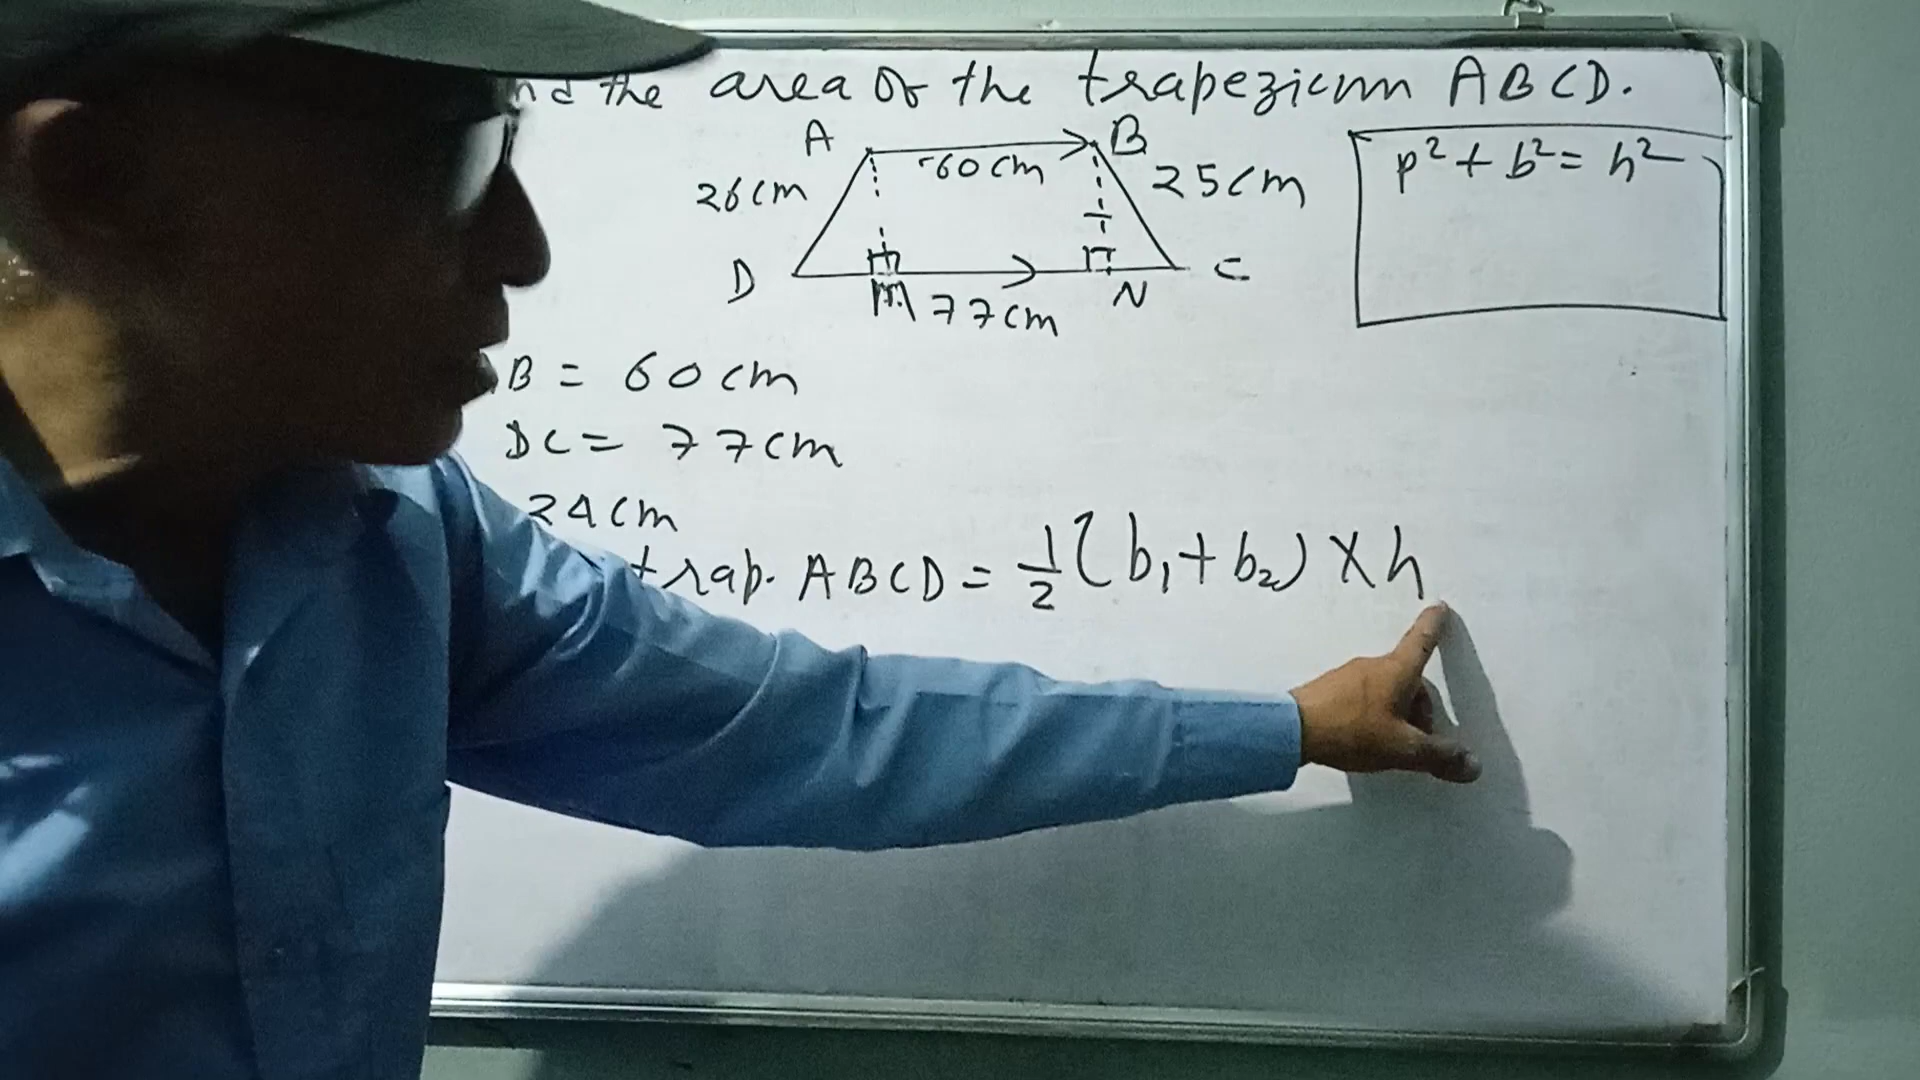 the area of the trapezium ABCD.
A B
60cm
26cm 25cm
D M N C
77cm
p² + b² = h²
B = 60cm
DC = 77cm
24cm
trap. ABCD = 1/2 (b₁ + b₂) × h